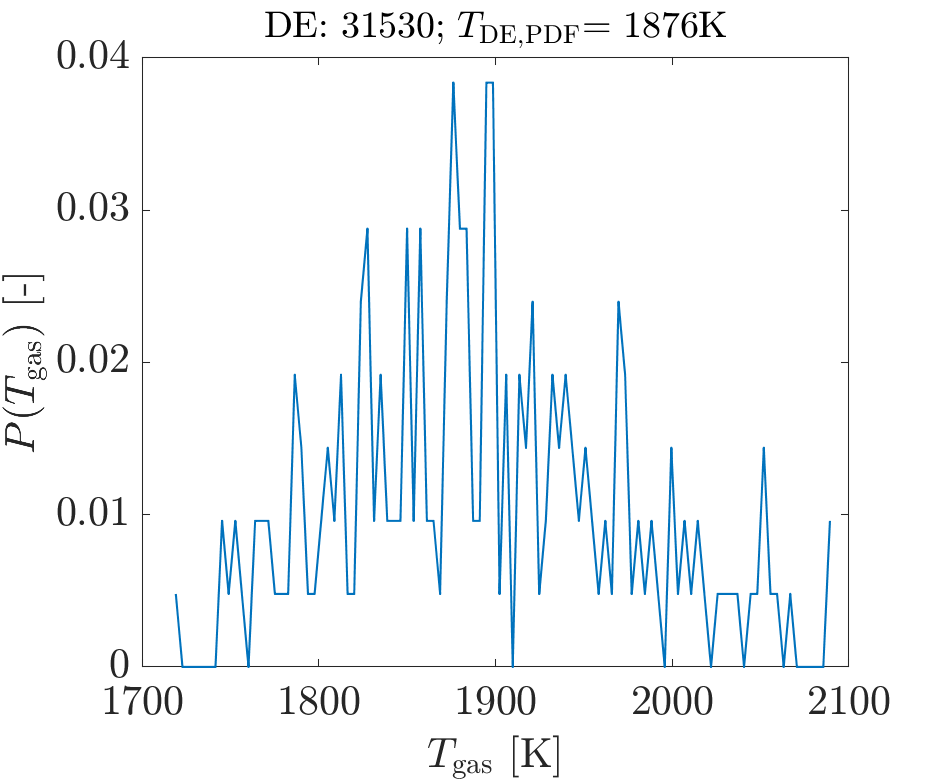 DE: 31530; T_DE,PDF= 1876K
0.04
0.03
0.02
0.01
0
P(T_gas) [-]
1700 1800 1900 2000 2100
T_gas [K]